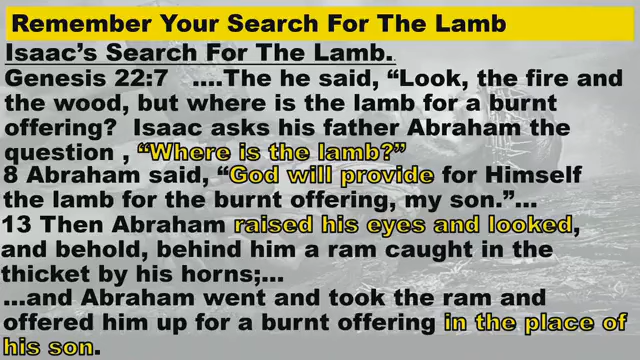 Remember Your Search For The Lamb
Isaac's Search For The Lamb.
Genesis 22:7 ....The he said, "Look, the fire and
the wood, but where is the lamb for a burnt
offering? Isaac asks his father Abraham the
question , "Where is the lamb?"
8 Abraham said, "God will provide for Himself
the lamb for the burnt offering, my son."...
13 Then Abraham raised his eyes and looked,
and behold, behind him a ram caught in the
thicket by his horns;...
...and Abraham went and took the ram and
offered him up for a burnt offering in the place of
his son.